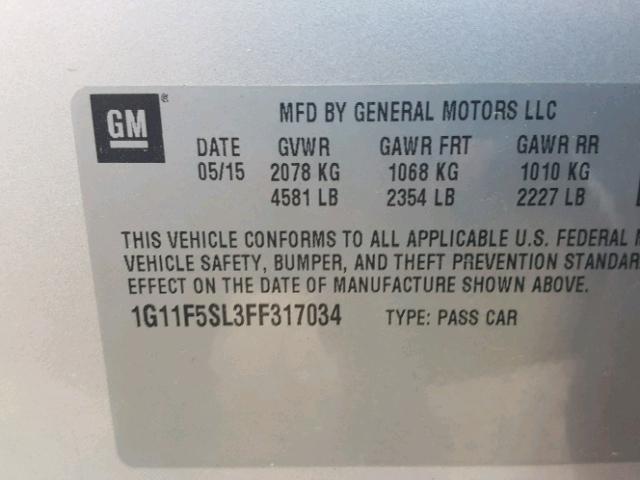 GM ® MFD BY GENERAL MOTORS LLC
DATE GVWR GAWR FRT GAWR RR
05/15 2078 KG 1068 KG 1010 KG
4581 LB 2354 LB 2227 LB
THIS VEHICLE CONFORMS TO ALL APPLICABLE U.S. FEDERAL
VEHICLE SAFETY, BUMPER, AND THEFT PREVENTION STANDAR
EFFECT ON THE DATE OF MANUFACTURE SHOWN ABOVE.
1G11F5SL3FF317034 TYPE: PASS CAR